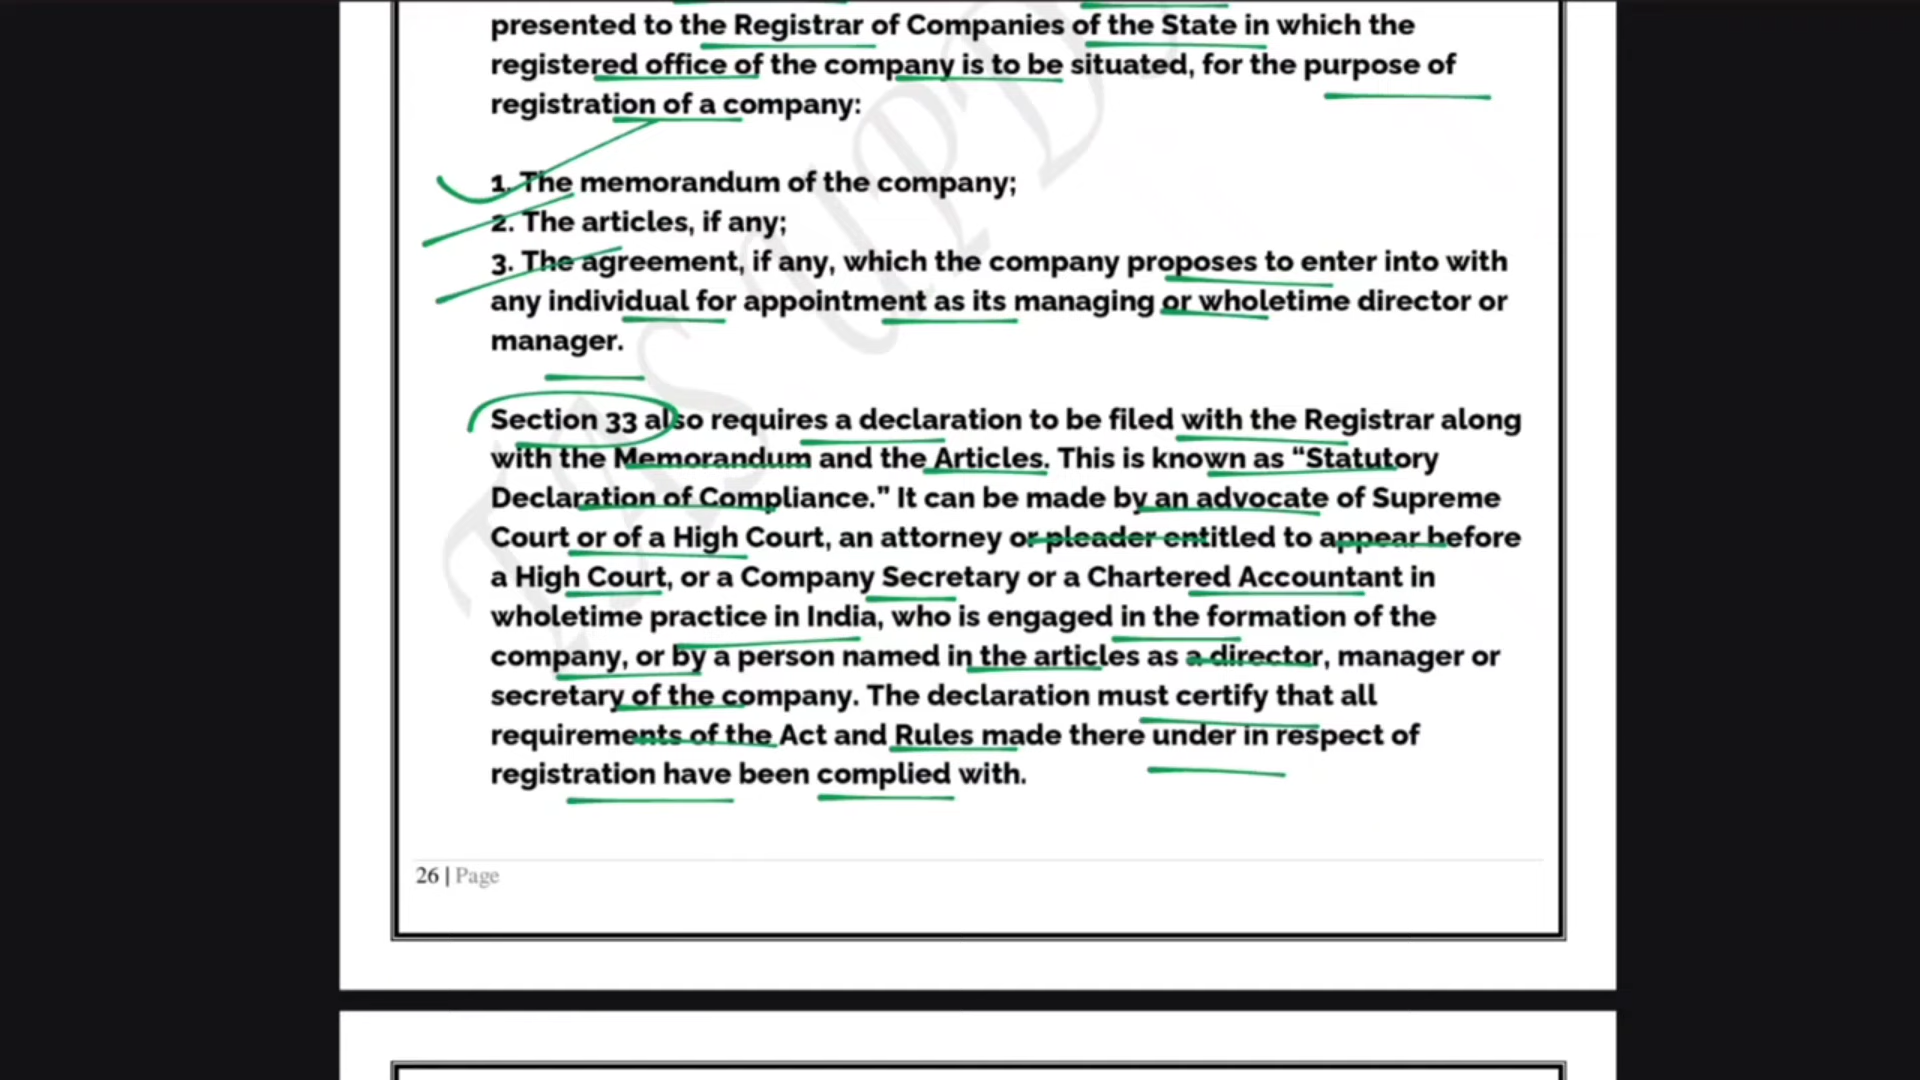 presented to the Registrar of Companies of the State in which the
registered office of the company is to be situated, for the purpose of
registration of a company:
1. The memorandum of the company;
2. The articles, if any;
3. The agreement, if any, which the company proposes to enter into with
any individual for appointment as its managing or wholetime director or
manager.
Section 33 also requires a declaration to be filed with the Registrar along
with the Memorandum and the Articles. This is known as “Statutory
Declaration of Compliance.” It can be made by an advocate of Supreme
Court or of a High Court, an attorney or pleader entitled to appear before
a High Court, or a Company Secretary or a Chartered Accountant in
wholetime practice in India, who is engaged in the formation of the
company, or by a person named in the articles as a director, manager or
secretary of the company. The declaration must certify that all
requirements of the Act and Rules made there under in respect of
registration have been complied with.
26 | Page